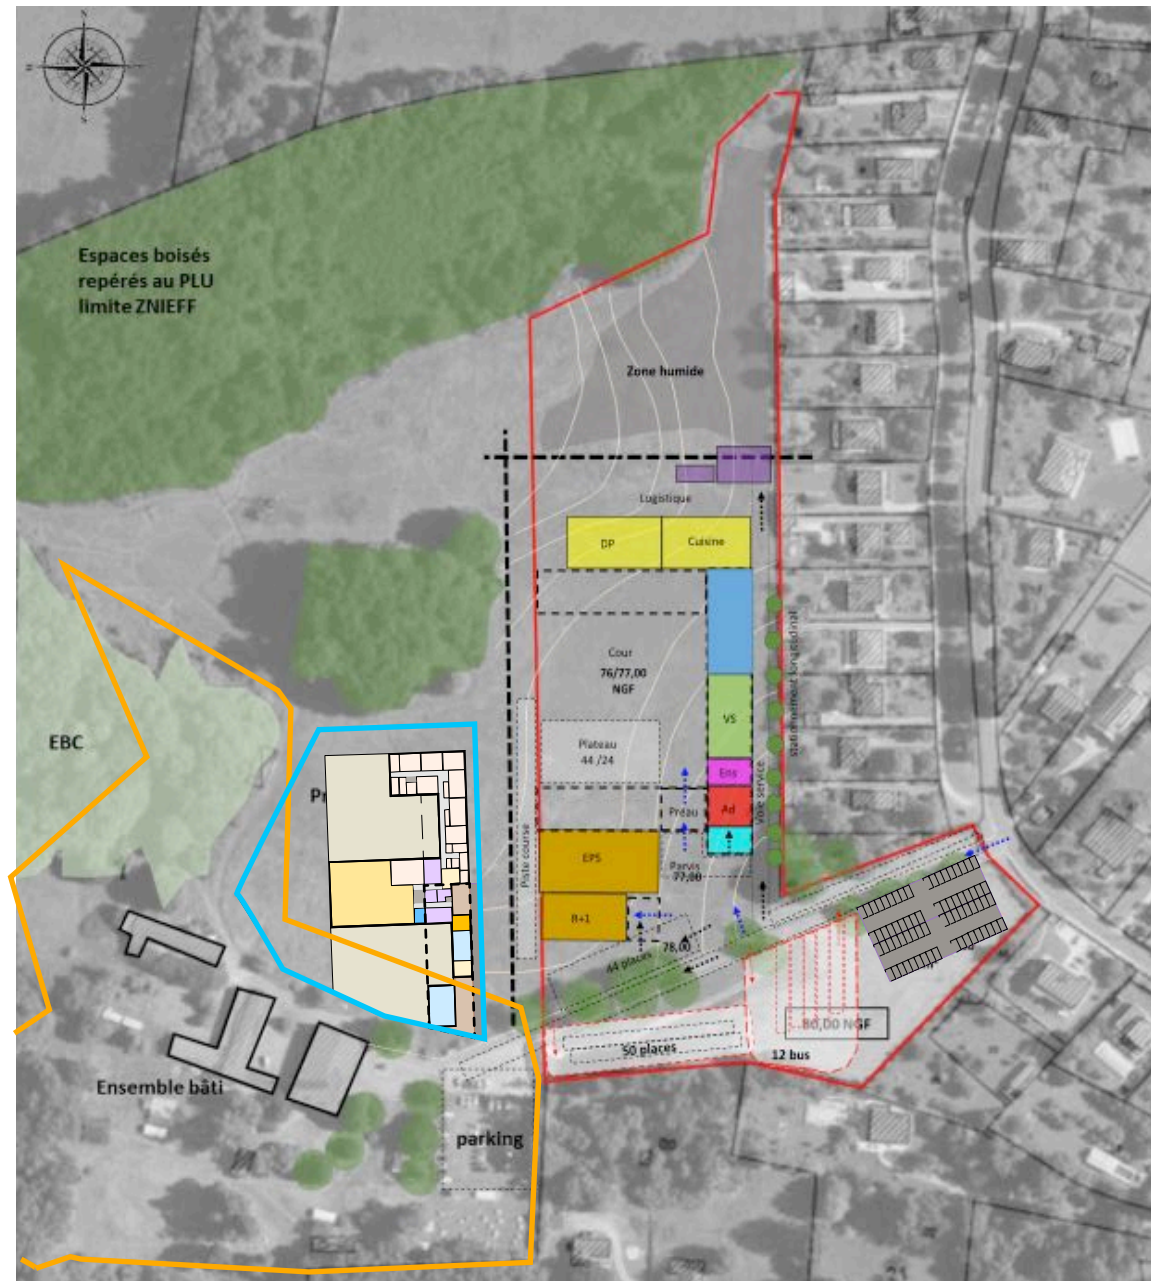 N
Espaces boisés
repérés au PLU
limite ZNIEFF
Zone humide
Logistique
DP
Cuisine
Cour
76/77,00
NGF
stationnement longitudinal
VS
EBC
Plateau
44 /24
Ens
Pr
Voie service
Ad
Préau
Piste course
EPS
Parvis
77,00
R+1
78,00
44 places
80,00 NGF
50 places
12 bus
Ensemble bâti
parking